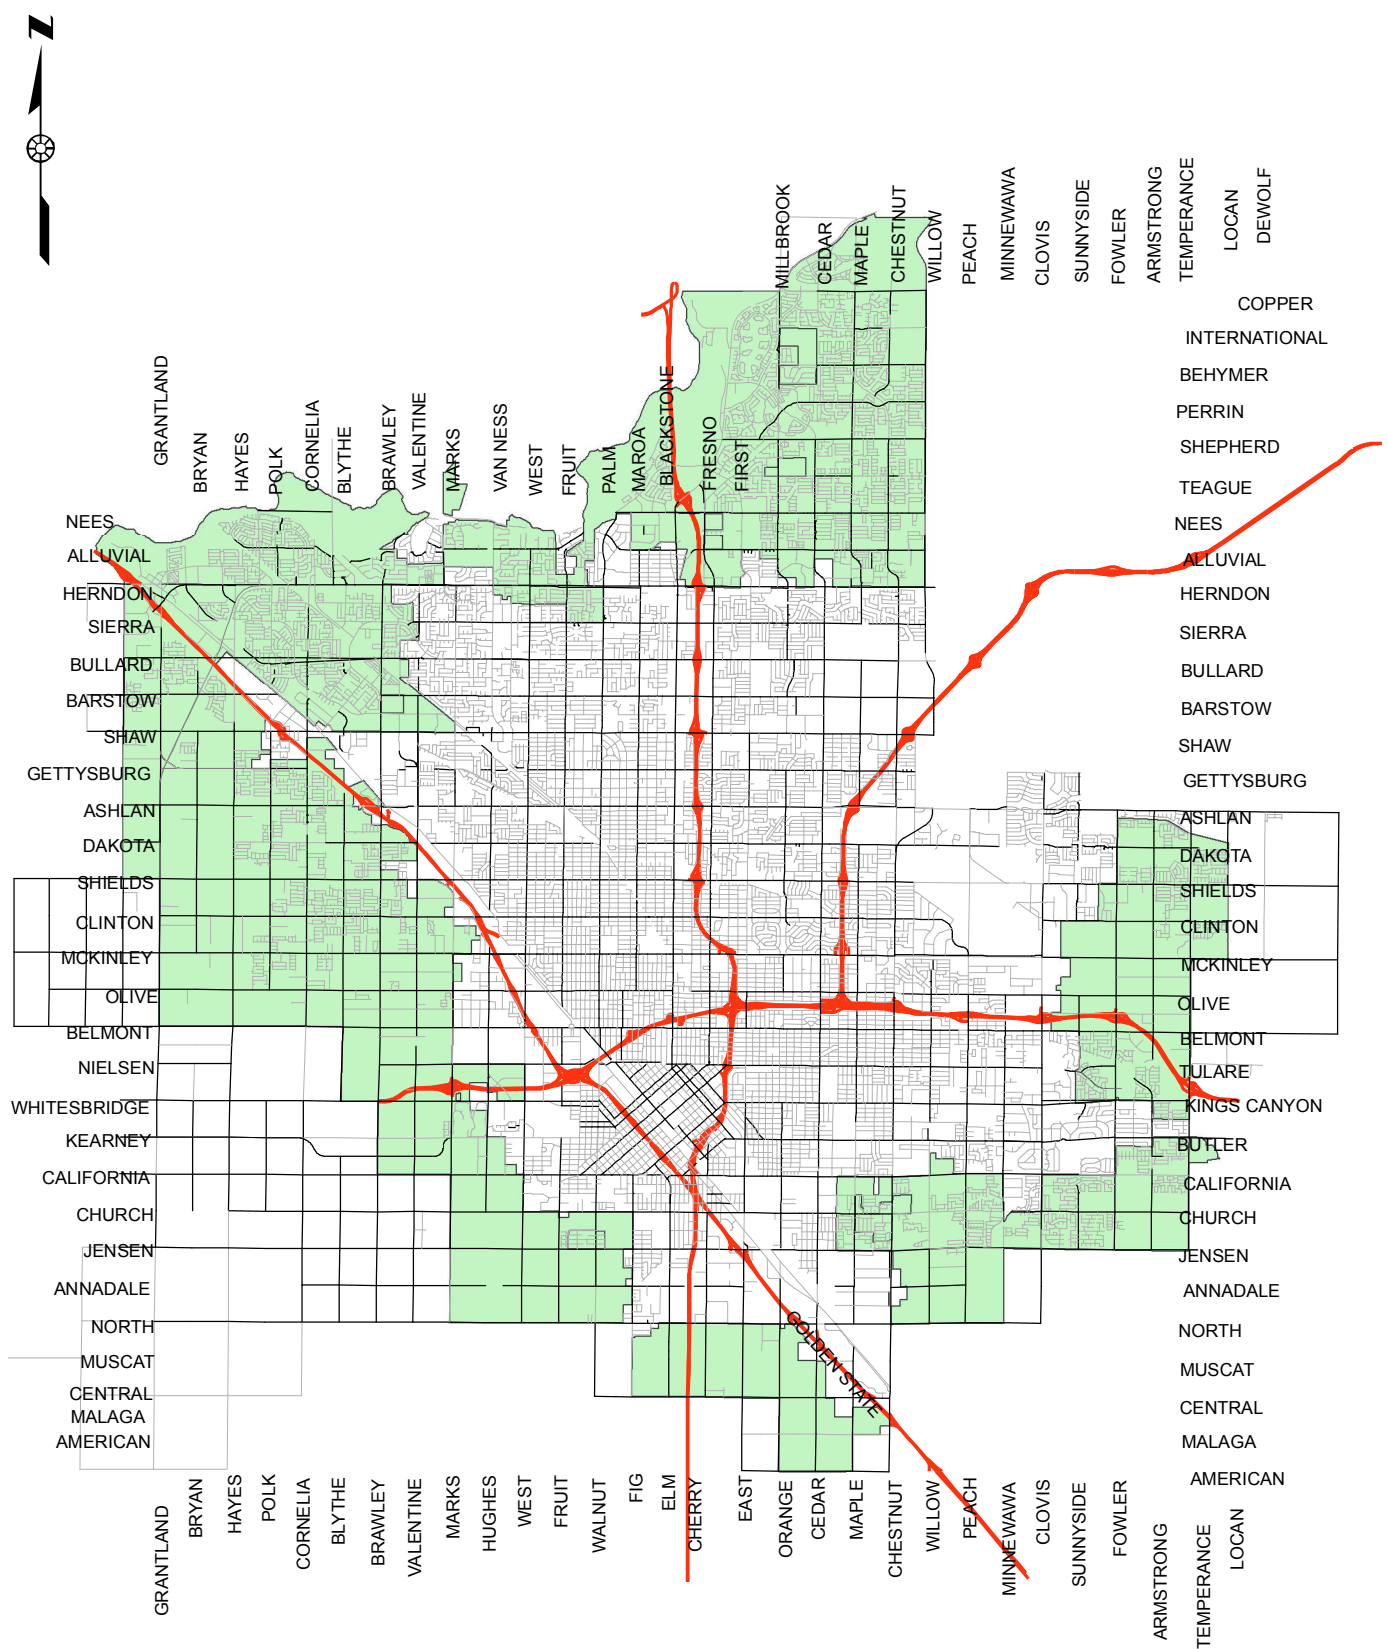 N
MILLBROOK
CEDAR
MAPLE
CHESTNUT
WILLOW
PEACH
MINNEWAWA
CLOVIS
SUNNYSIDE
FOWLER
ARMSTRONG
TEMPERANCE
LOCAN
DEWOLF
GRANTLAND
BRYAN
HAYES
POLK
CORNELIA
BLYTHE
BRAWLEY
VALENTINE
MARKS
VAN NESS
WEST
FRUIT
PALM
MAROA
BLACKSTONE
FRESNO
FIRST
COPPER
INTERNATIONAL
BEHYMER
PERRIN
SHEPHERD
TEAGUE
NEES
ALLUVIAL
HERNDON
SIERRA
BULLARD
BARSTOW
SHAW
GETTYSBURG
ASHLAN
DAKOTA
SHIELDS
CLINTON
MCKINLEY
OLIVE
BELMONT
TULARE
KINGS CANYON
BUTLER
CALIFORNIA
CHURCH
JENSEN
ANNADALE
NORTH
MUSCAT
CENTRAL
MALAGA
AMERICAN
NEES
ALLUVIAL
HERNDON
SIERRA
BULLARD
BARSTOW
SHAW
GETTYSBURG
ASHLAN
DAKOTA
SHIELDS
CLINTON
MCKINLEY
OLIVE
BELMONT
NIELSEN
WHITESBRIDGE
KEARNEY
CALIFORNIA
CHURCH
JENSEN
ANNADALE
NORTH
MUSCAT
CENTRAL
MALAGA
AMERICAN
GOLDEN STATE
GRANTLAND
BRYAN
HAYES
POLK
CORNELIA
BLYTHE
BRAWLEY
VALENTINE
MARKS
HUGHES
WEST
FRUIT
WALNUT
FIG
ELM
CHERRY
EAST
ORANGE
CEDAR
MAPLE
CHESTNUT
WILLOW
PEACH
MINNEWAWA
CLOVIS
SUNNYSIDE
FOWLER
ARMSTRONG
TEMPERANCE
LOCAN